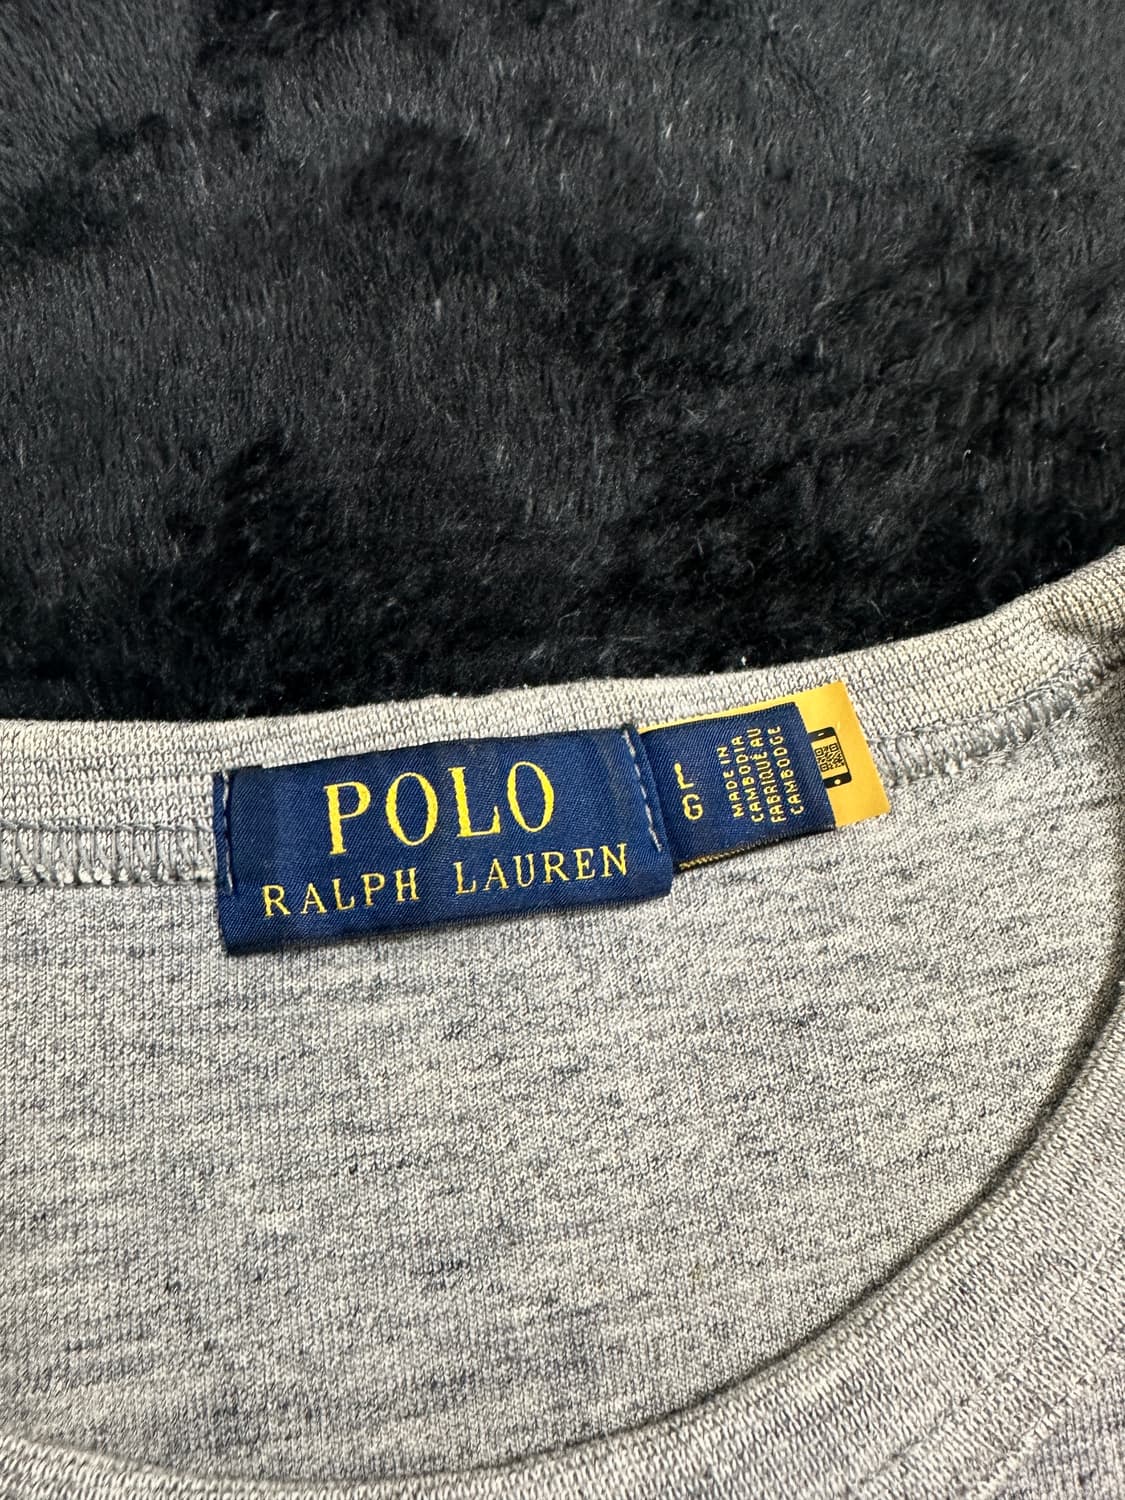 POLO
RALPH LAUREN
L
G
MADE IN
CAMBODIA
FABRIQUÉ AU
CAMBODGE